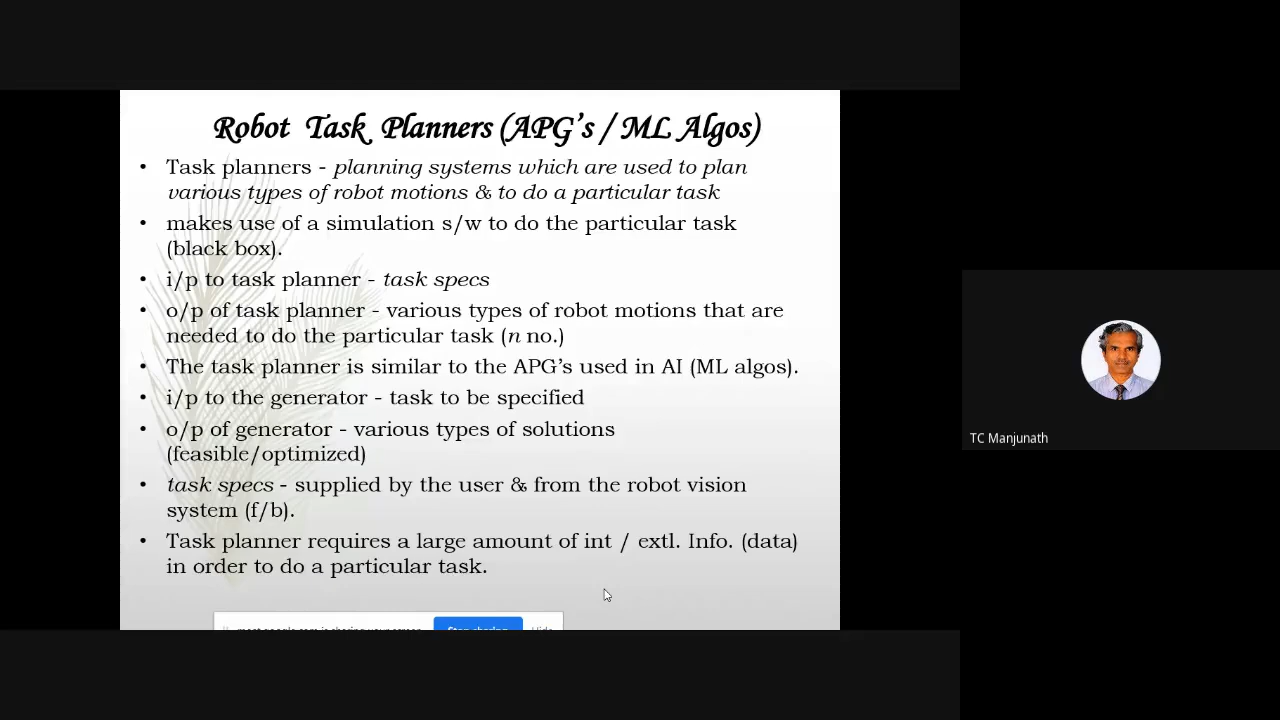 Robot Task Planners (APG's / ML Algos)
• Task planners - planning systems which are used to plan
various types of robot motions & to do a particular task
• makes use of a simulation s/w to do the particular task
(black box).
• i/p to task planner - task specs
• o/p of task planner - various types of robot motions that are
needed to do the particular task (n no.)
• The task planner is similar to the APG's used in AI (ML algos).
• i/p to the generator - task to be specified
• o/p of generator - various types of solutions
(feasible/optimized)
• task specs - supplied by the user & from the robot vision
system (f/b).
• Task planner requires a large amount of int / extl. Info. (data)
in order to do a particular task.
TC Manjunath